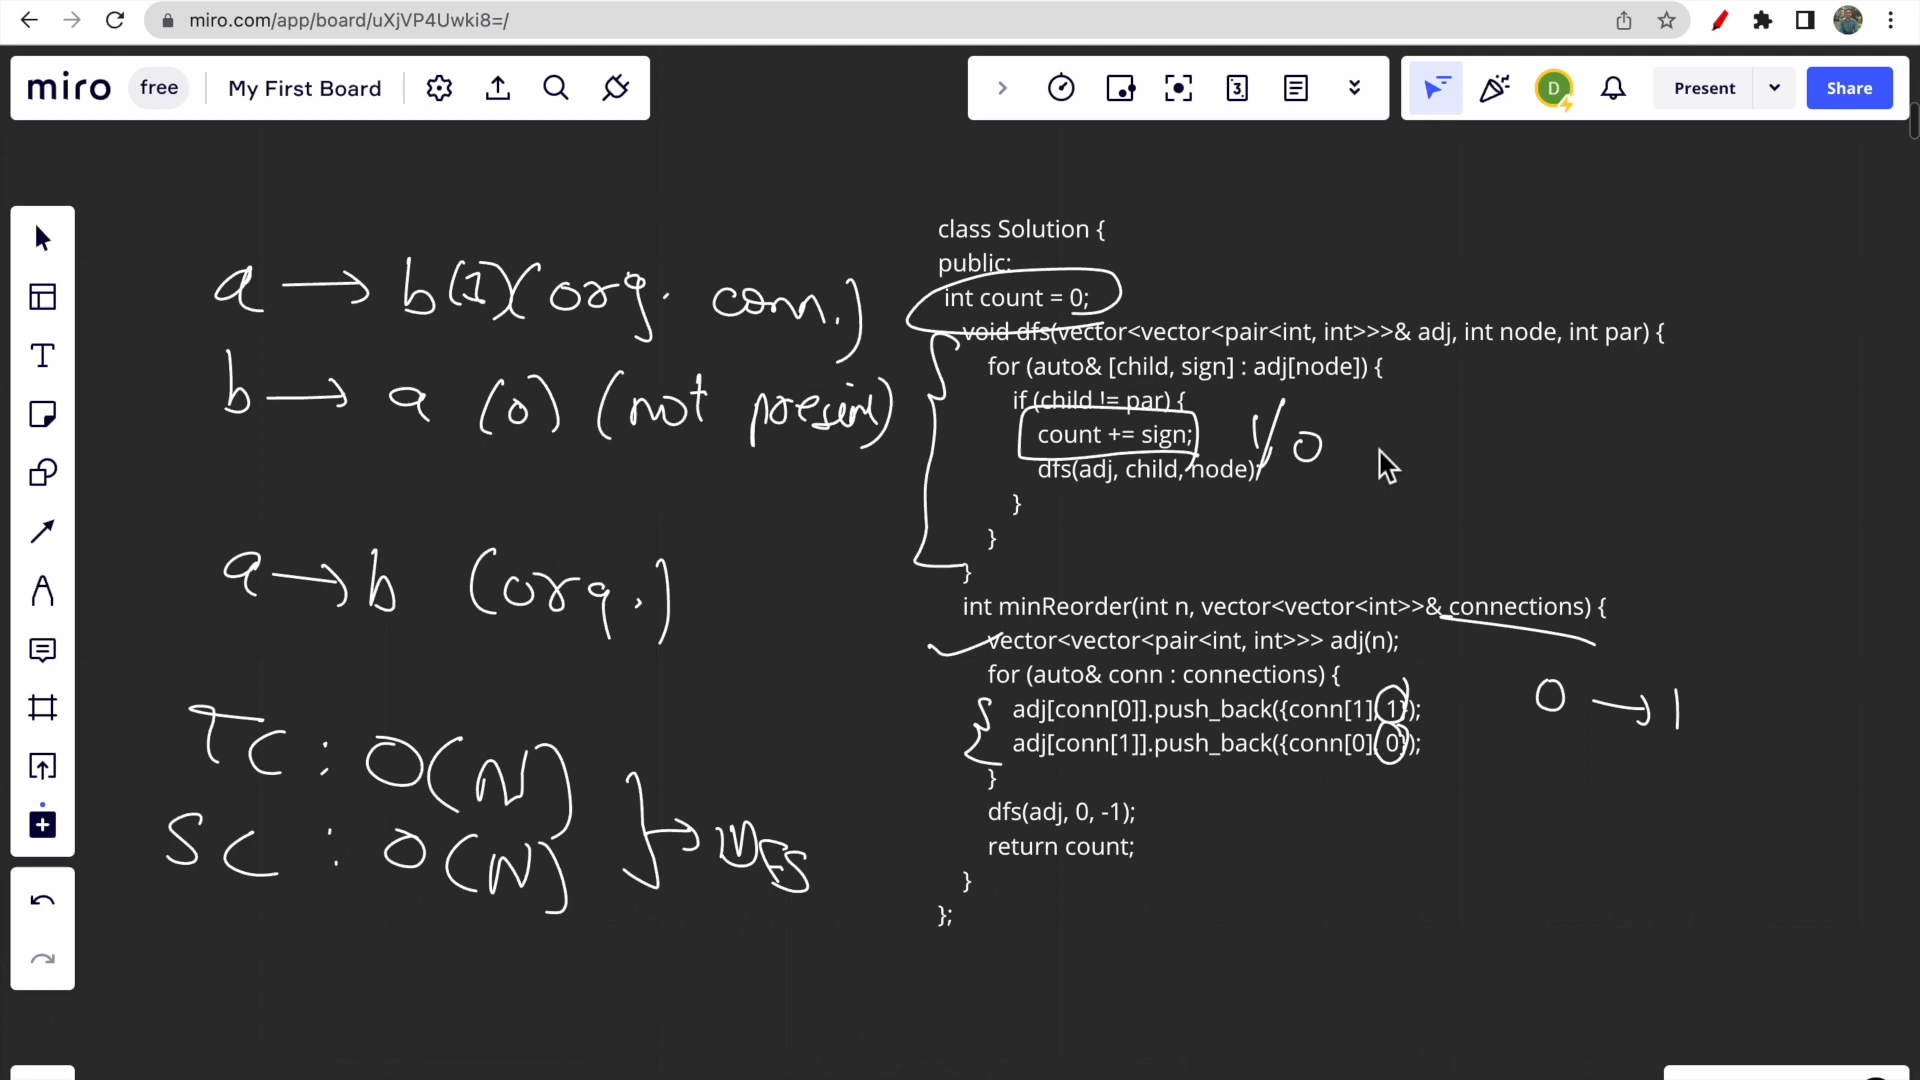 miro.com/app/board/uXjVP4Uwki8=/
miro free My First Board
3 D Present Share
a → b (1) (org. conn.)
b → a (0) (not present)
a → b (org.)
TC : O(N)
SC : O(N) → DFS
class Solution {
public:
int count = 0;
void dfs(vector<vector<pair<int, int>>>& adj, int node, int par) {
for (auto& [child, sign] : adj[node]) {
if (child != par) {
count += sign; 1/0
dfs(adj, child, node);
}
}
}
int minReorder(int n, vector<vector<int>>& connections) {
vector<vector<pair<int, int>>> adj(n);
for (auto& conn : connections) {
adj[conn[0]].push_back({conn[1], 1}); 0 → 1
adj[conn[1]].push_back({conn[0], 0});
}
dfs(adj, 0, -1);
return count;
}
};